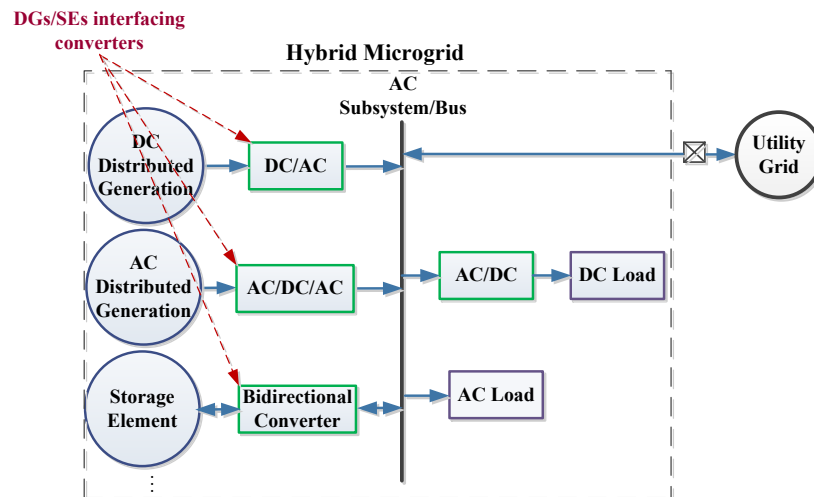 DGs/SEs interfacing
converters
Hybrid Microgrid
AC
Subsystem/Bus
DC
Distributed
Generation
DC/AC
Utility
Grid
AC
Distributed
Generation
AC/DC/AC
AC/DC
DC Load
Storage
Element
Bidirectional
Converter
AC Load
...